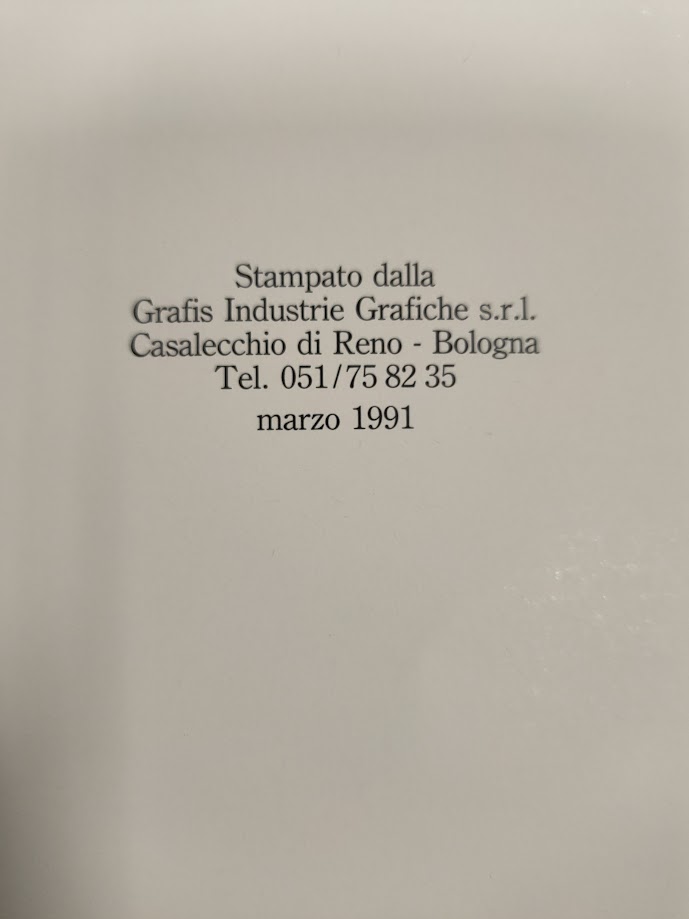 Stampato dalla
Grafis Industrie Grafiche s.r.l.
Casalecchio di Reno - Bologna
Tel. 051/75 82 35
marzo 1991